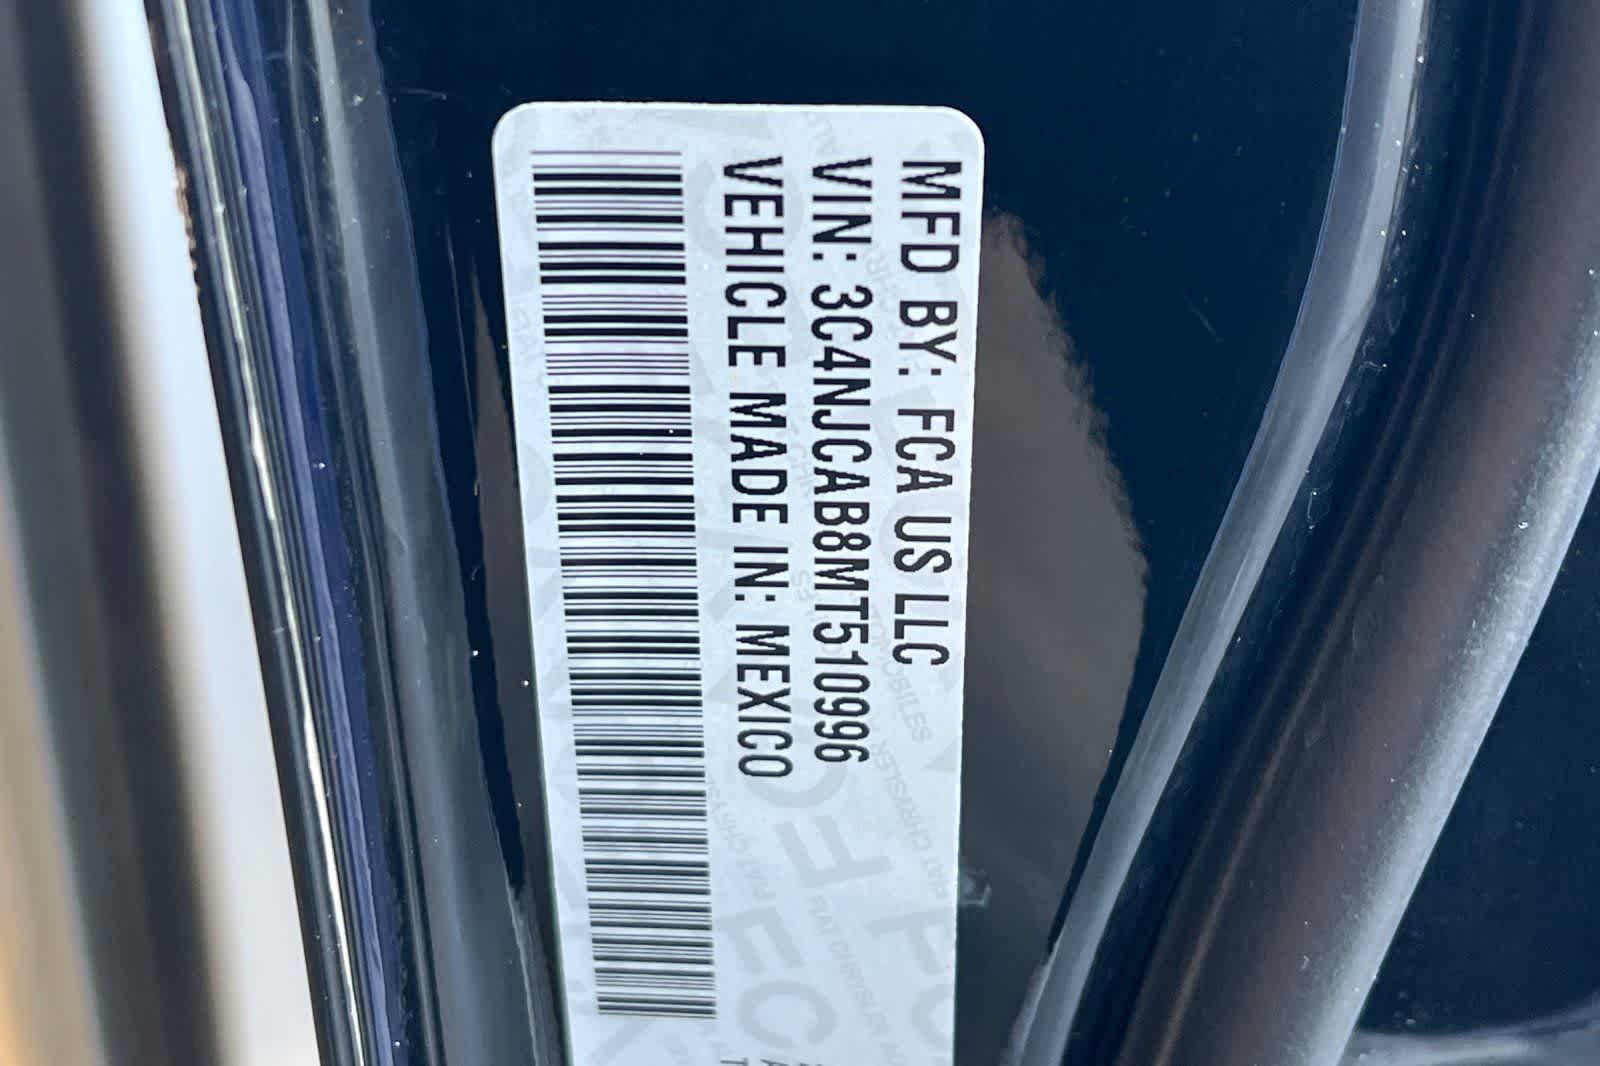 MFD BY: FCA US LLC
VIN: 3C4NJCAB8MT510996
VEHICLE MADE IN: MEXICO